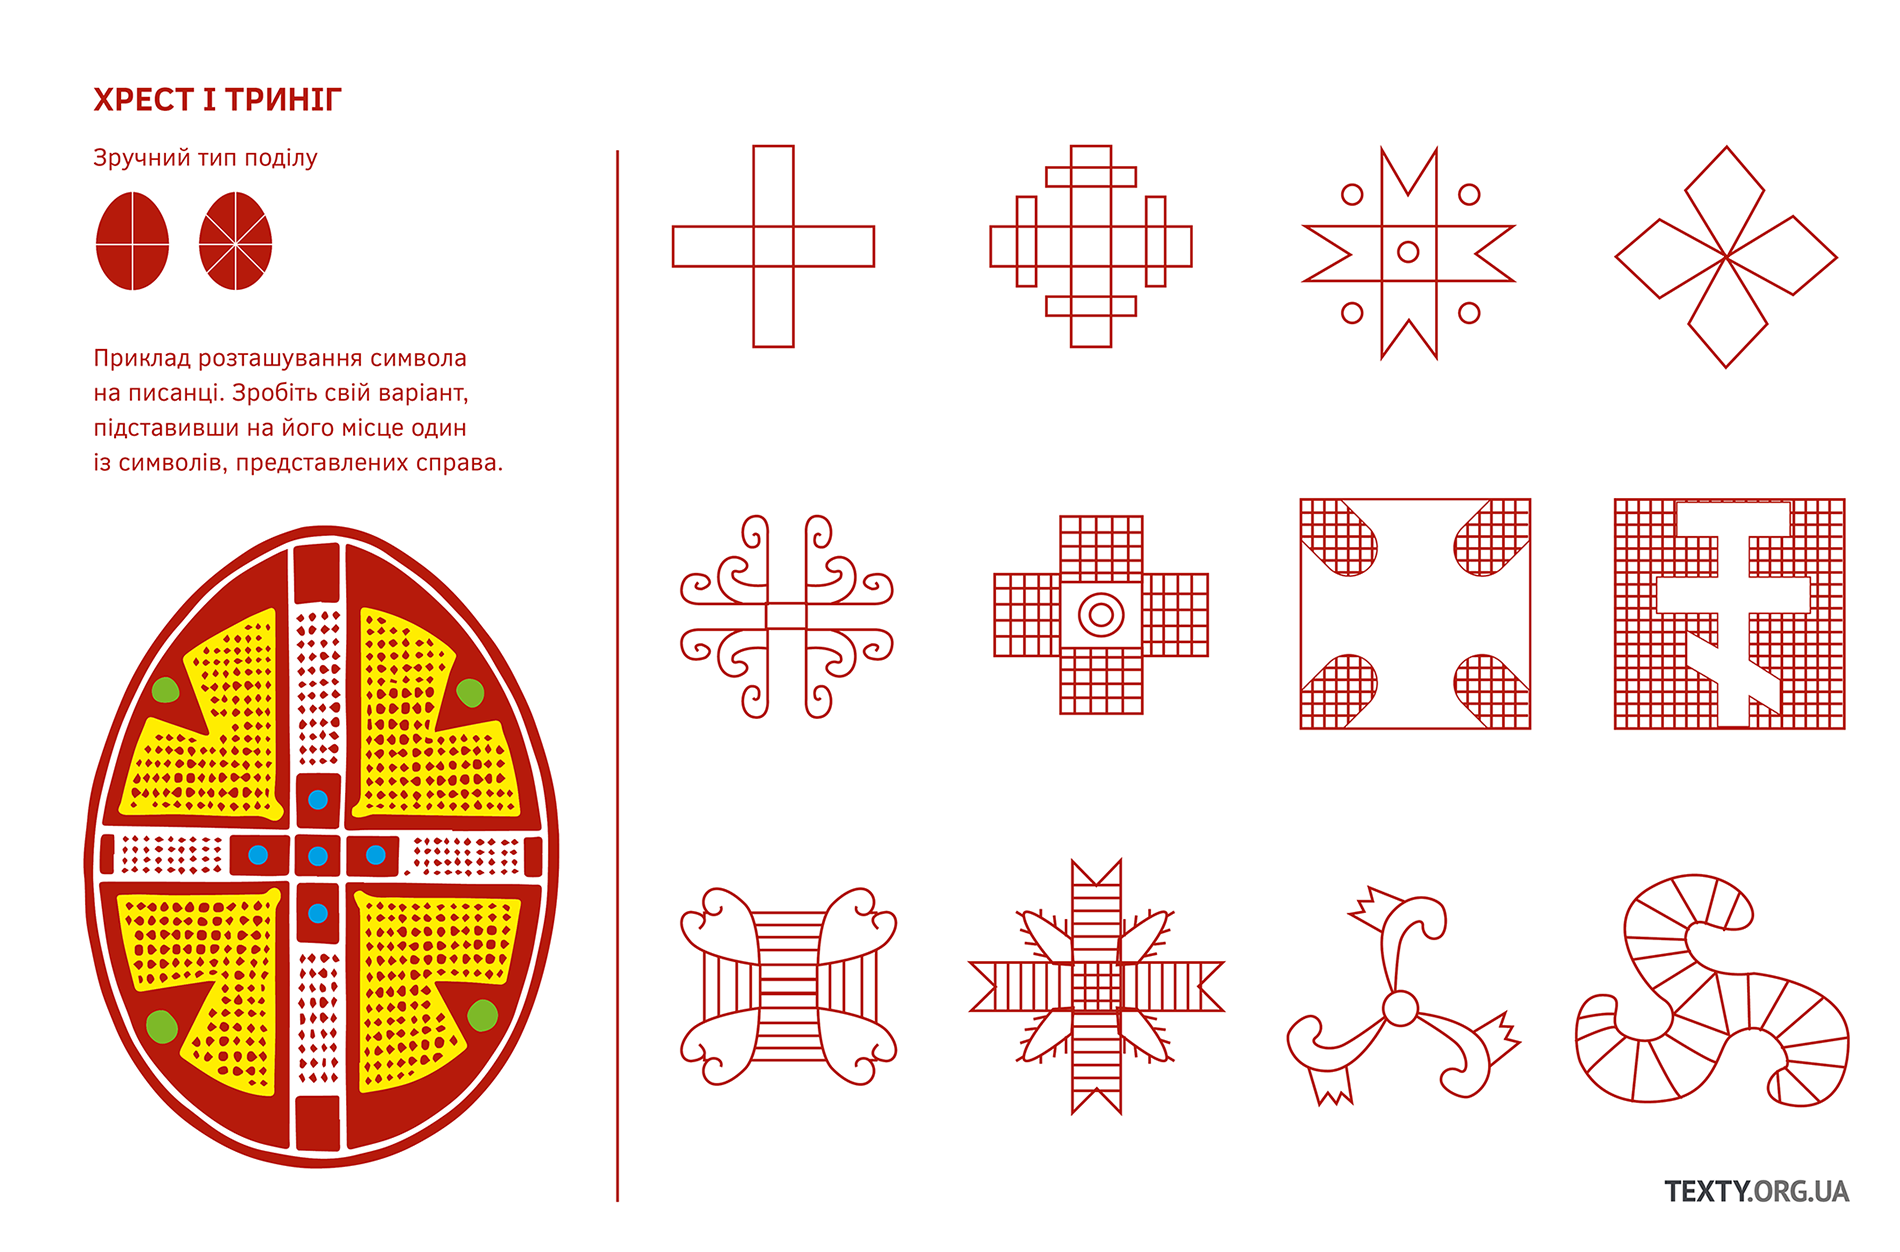 ХРЕСТ І ТРИНІГ
Зручний тип поділу
Приклад розташування символа
на писанці. Зробіть свій варіант,
підставивши на його місце один
із символів, представлених справа.
TEXTY.ORG.UA